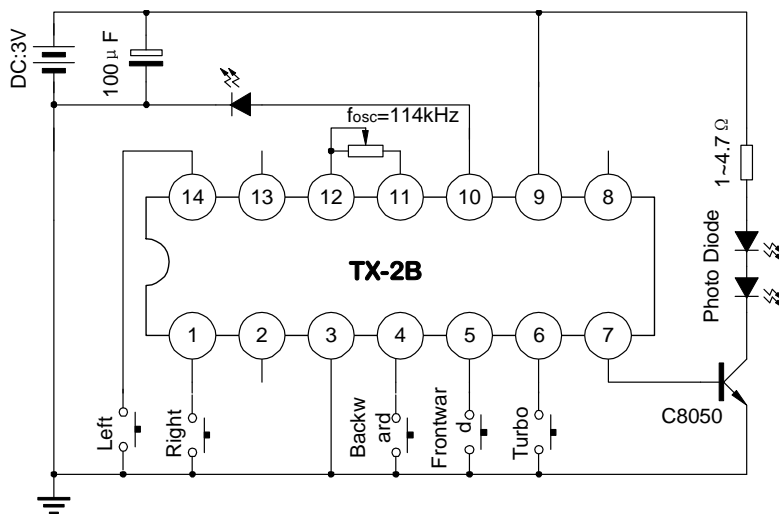 DC:3V
100 μ F
fosc=114kHz
1~4.7 Ω
14
13
12
11
10
9
8
TX-2B
Photo Diode
1
2
3
4
5
6
7
C8050
Left
Right
Backw
ard
Frontwar
d
Turbo